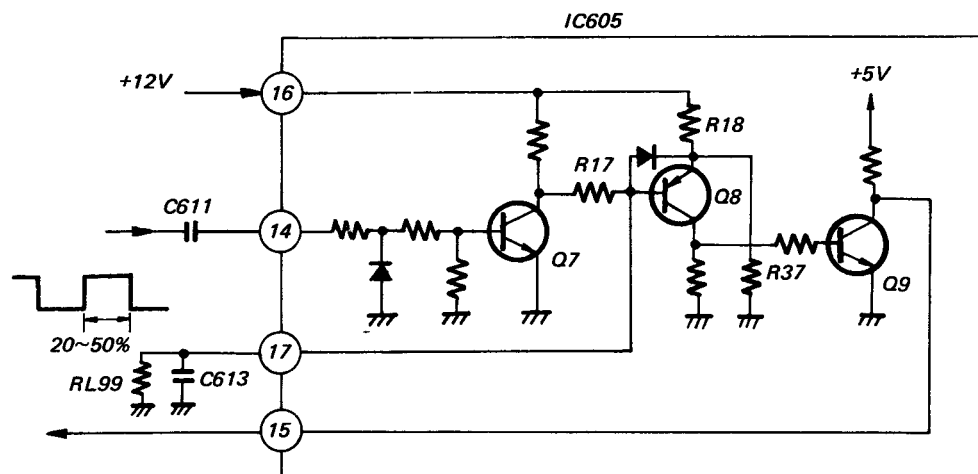 IC605
+12V
16
+5V
R18
R17
Q8
C611
14
Q7
R37
Q9
20~50%
17
RL99
C613
15